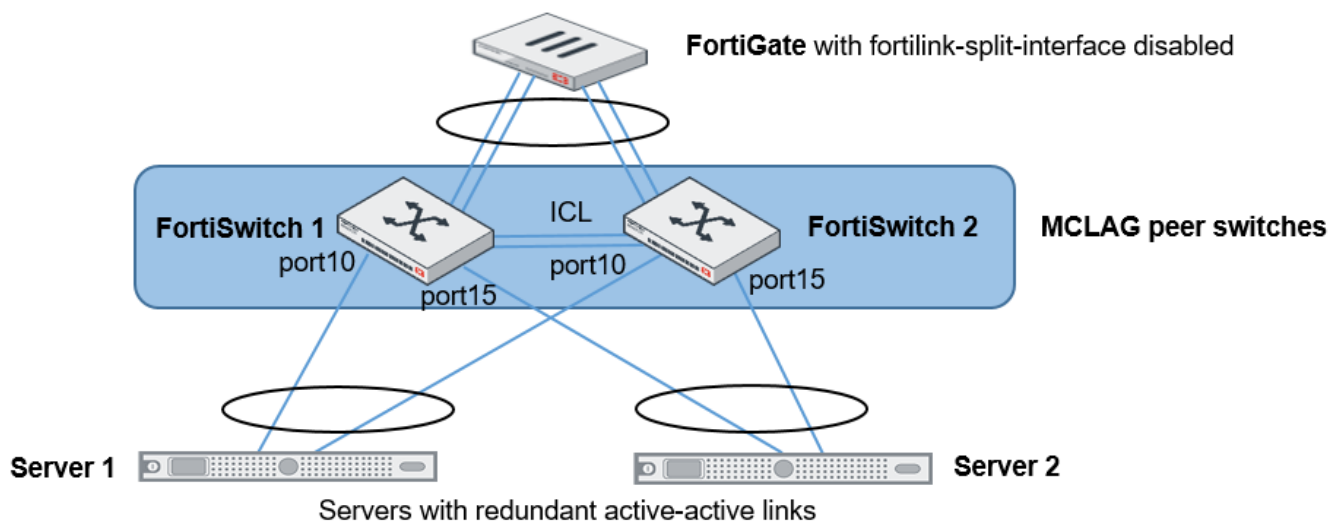 FortiGate with fortilink-split-interface disabled
FortiSwitch 1
ICL
FortiSwitch 2
MCLAG peer switches
port10
port10
port15
port15
Server 1
Server 2
Servers with redundant active-active links